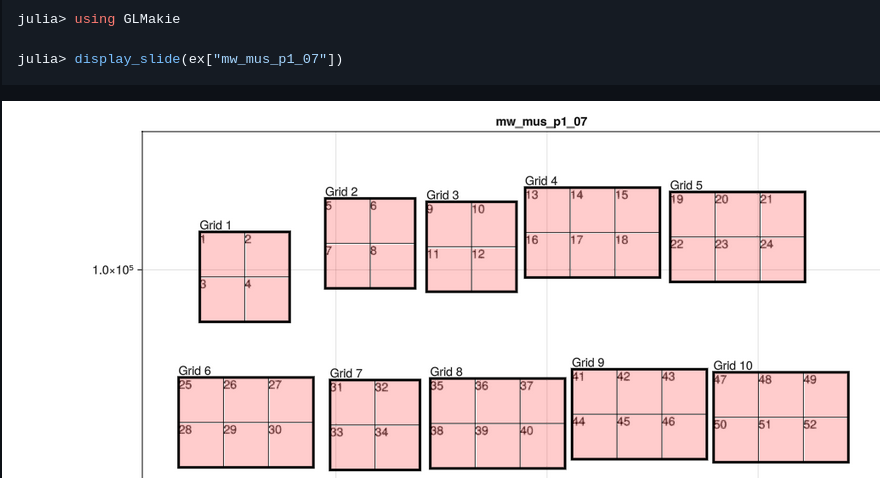 julia> using GLMakie
julia> display_slide(ex["mw_mus_p1_07"])
mw_mus_p1_07
Grid 1
1 2
3 4
Grid 2
5 6
7 8
Grid 3
9 10
11 12
Grid 4
13 14 15
16 17 18
Grid 5
19 20 21
22 23 24
1.0×10⁵
Grid 6
25 26 27
28 29 30
Grid 7
31 32
33 34
Grid 8
35 36 37
38 39 40
Grid 9
41 42 43
44 45 46
Grid 10
47 48 49
50 51 52